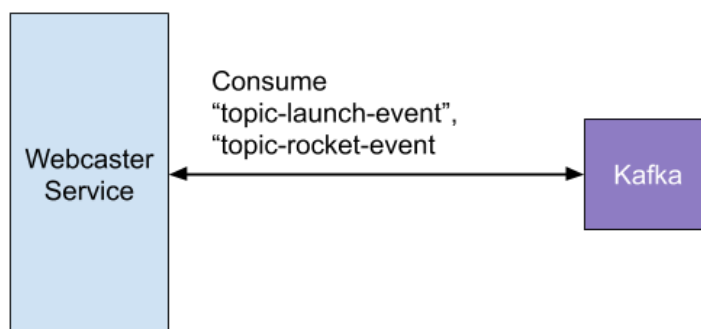 Consume
“topic-launch-event”,
“topic-rocket-event
Webcaster
Service
Kafka